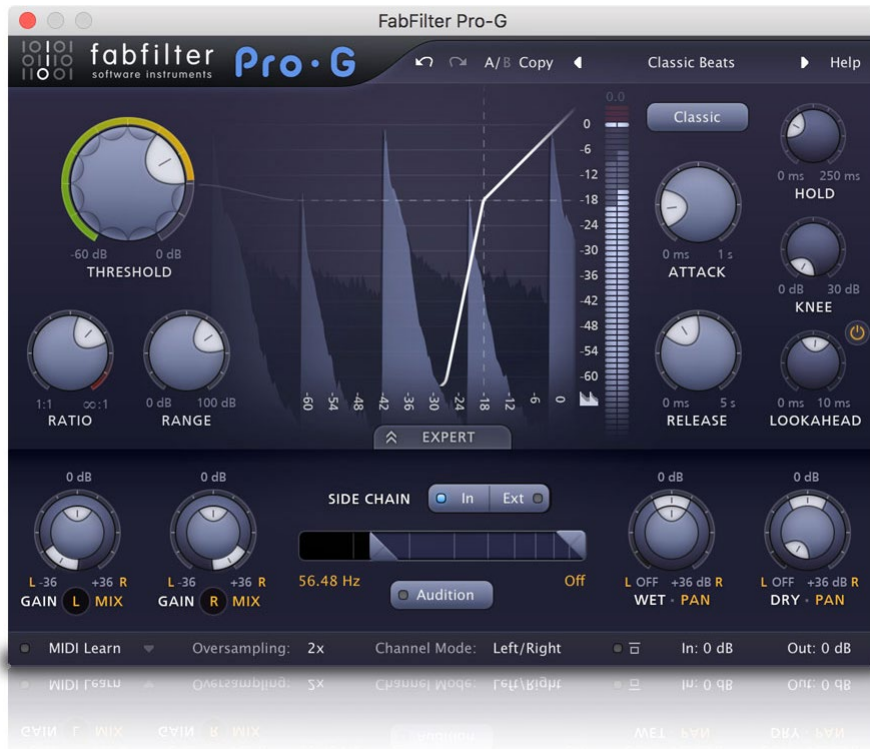 FabFilter Pro-G
fabfilter
software instruments
Pro·G
A/B Copy
Classic Beats
Help
0.0
0
-6
-12
-18
-24
-30
-36
-42
-48
-54
-60
-60 -54 -48 -42 -36 -30 -24 -18 -12 -6 0
-60 dB 0 dB
THRESHOLD
1:1 ∞:1
RATIO
0 dB 100 dB
RANGE
EXPERT
Classic
0 ms 1 s
ATTACK
0 ms 5 s
RELEASE
0 ms 250 ms
HOLD
0 dB 30 dB
KNEE
0 ms 10 ms
LOOKAHEAD
0 dB
L -36 +36 R
GAIN L MIX
0 dB
L -36 +36 R
GAIN R MIX
SIDE CHAIN In Ext
56.48 Hz Off
Audition
0 dB
L OFF +36 dB R
WET · PAN
0 dB
L OFF +36 dB R
DRY · PAN
MIDI Learn Oversampling: 2x Channel Mode: Left/Right In: 0 dB Out: 0 dB